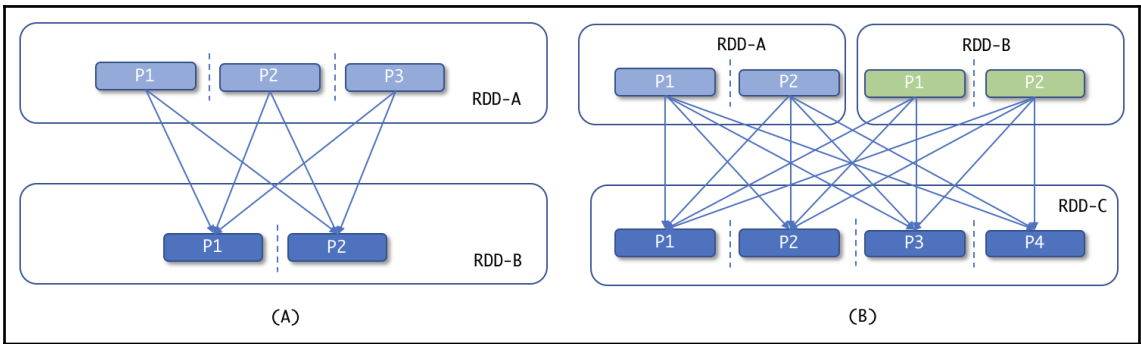 P1 P2 P3
RDD-A
P1 P2
RDD-B
(A)
RDD-A RDD-B
P1 P2 P1 P2
RDD-C
P1 P2 P3 P4
(B)